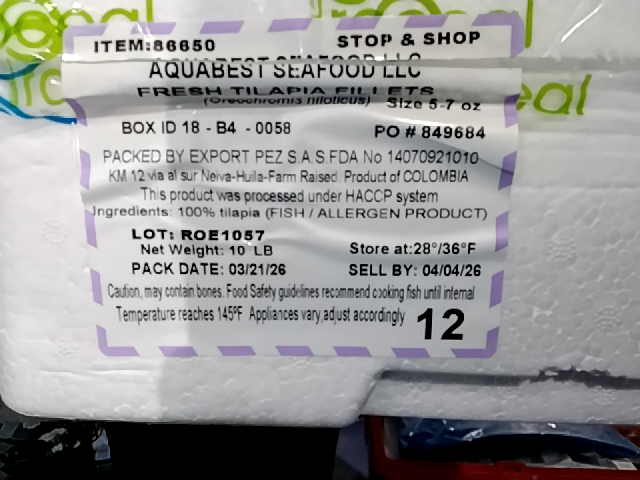 ITEM:86650 STOP & SHOP
AQUABEST SEAFOOD LLC
FRESH TILAPIA FILLETS
(Oreochromis niloticus) Size 5-7 oz
BOX ID 18 - B4 - 0058 PO # 849684
PACKED BY EXPORT PEZ S.A.S.FDA No 14070921010
KM 12 via al sur Neiva-Huila-Farm Raised. Product of COLOMBIA
This product was processed under HACCP system
Ingredients: 100% tilapia (FISH / ALLERGEN PRODUCT)
LOT: ROE1057
Net Weight: 10 LB Store at:28°/36°F
PACK DATE: 03/21/26 SELL BY: 04/04/26
Caution, may contain bones. Food Safety guidelines recommend cooking fish until internal
Temperature reaches 145ºF Appliances vary,adjust accordingly 12